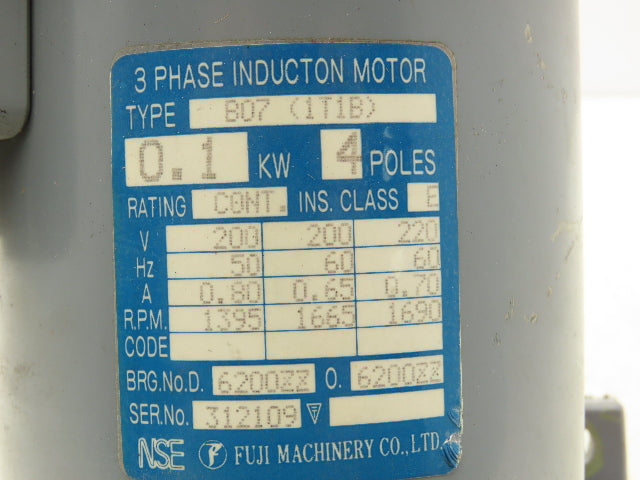 3 PHASE INDUCTON MOTOR
TYPE B07 (1T1B)
0.1 KW 4 POLES
RATING CONT. INS. CLASS E
V 200 200 220
Hz 50 60 60
A 0.80 0.65 0.70
R.P.M. 1395 1665 1690
CODE
BRG.No.D. 6200ZZ O. 6200ZZ
SER.No. 312109
NSE F FUJI MACHINERY CO.,LTD.